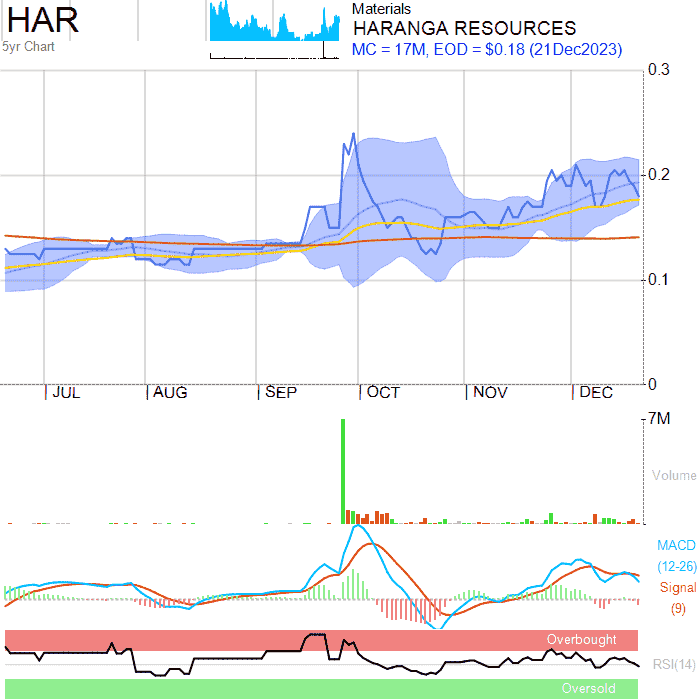 HAR
5yr Chart
Materials
HARANGA RESOURCES
MC = 17M, EOD = $0.18 (21Dec2023)
0.3
0.2
0.1
0
JUL AUG SEP OCT NOV DEC
7M
Volume
MACD
(12-26)
Signal
(9)
Overbought
RSI(14)
Oversold